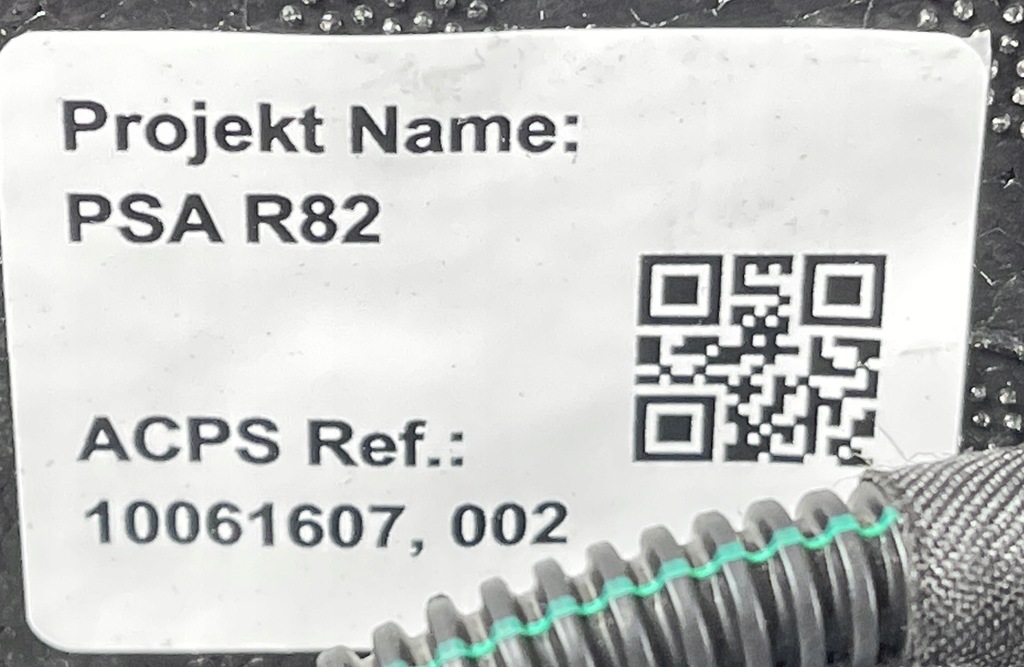 Projekt Name:
PSA R82
ACPS Ref.:
10061607, 002